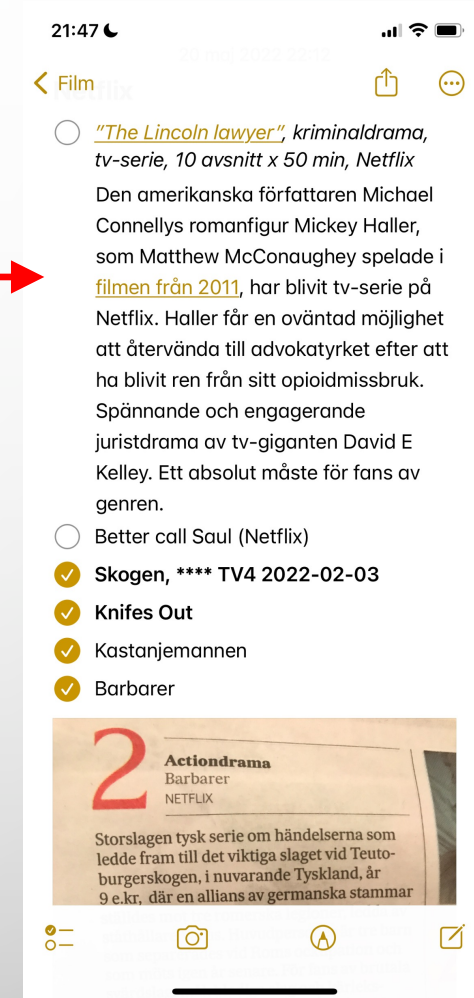 21:47
Film
"The Lincoln lawyer", kriminaldrama,
tv-serie, 10 avsnitt x 50 min, Netflix
Den amerikanska författaren Michael
Connellys romanfigur Mickey Haller,
som Matthew McConaughey spelade i
filmen från 2011, har blivit tv-serie på
Netflix. Haller får en oväntad möjlighet
att återvända till advokatyrket efter att
ha blivit ren från sitt opioidmissbruk.
Spännande och engagerande
juristdrama av tv-giganten David E
Kelley. Ett absolut måste för fans av
genren.
Better call Saul (Netflix)
Skogen, **** TV4 2022-02-03
Knifes Out
Kastanjemannen
Barbarer
2
Actiondrama
Barbarer
NETFLIX
Storslagen tysk serie om händelserna som
ledde fram till det viktiga slaget vid Teuto-
burgerskogen, i nuvarande Tyskland, år
9 e.kr, där en allians av germanska stammar